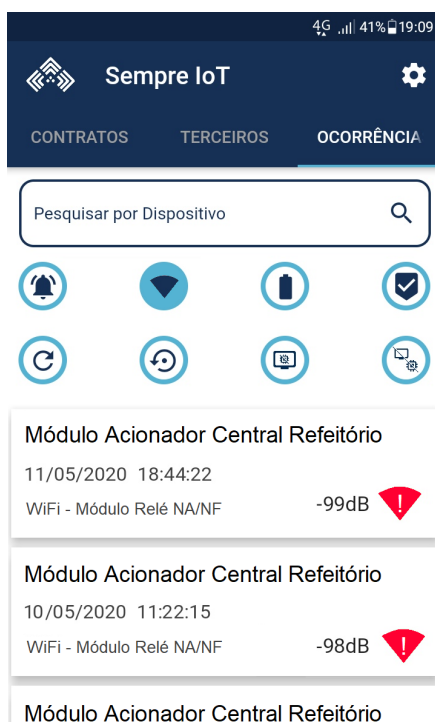 4G 41% 19:09
Sempre IoT
CONTRATOS TERCEIROS OCORRÊNCIA
Pesquisar por Dispositivo
Módulo Acionador Central Refeitório
11/05/2020 18:44:22
WiFi - Módulo Relé NA/NF -99dB
Módulo Acionador Central Refeitório
10/05/2020 11:22:15
WiFi - Módulo Relé NA/NF -98dB
Módulo Acionador Central Refeitório